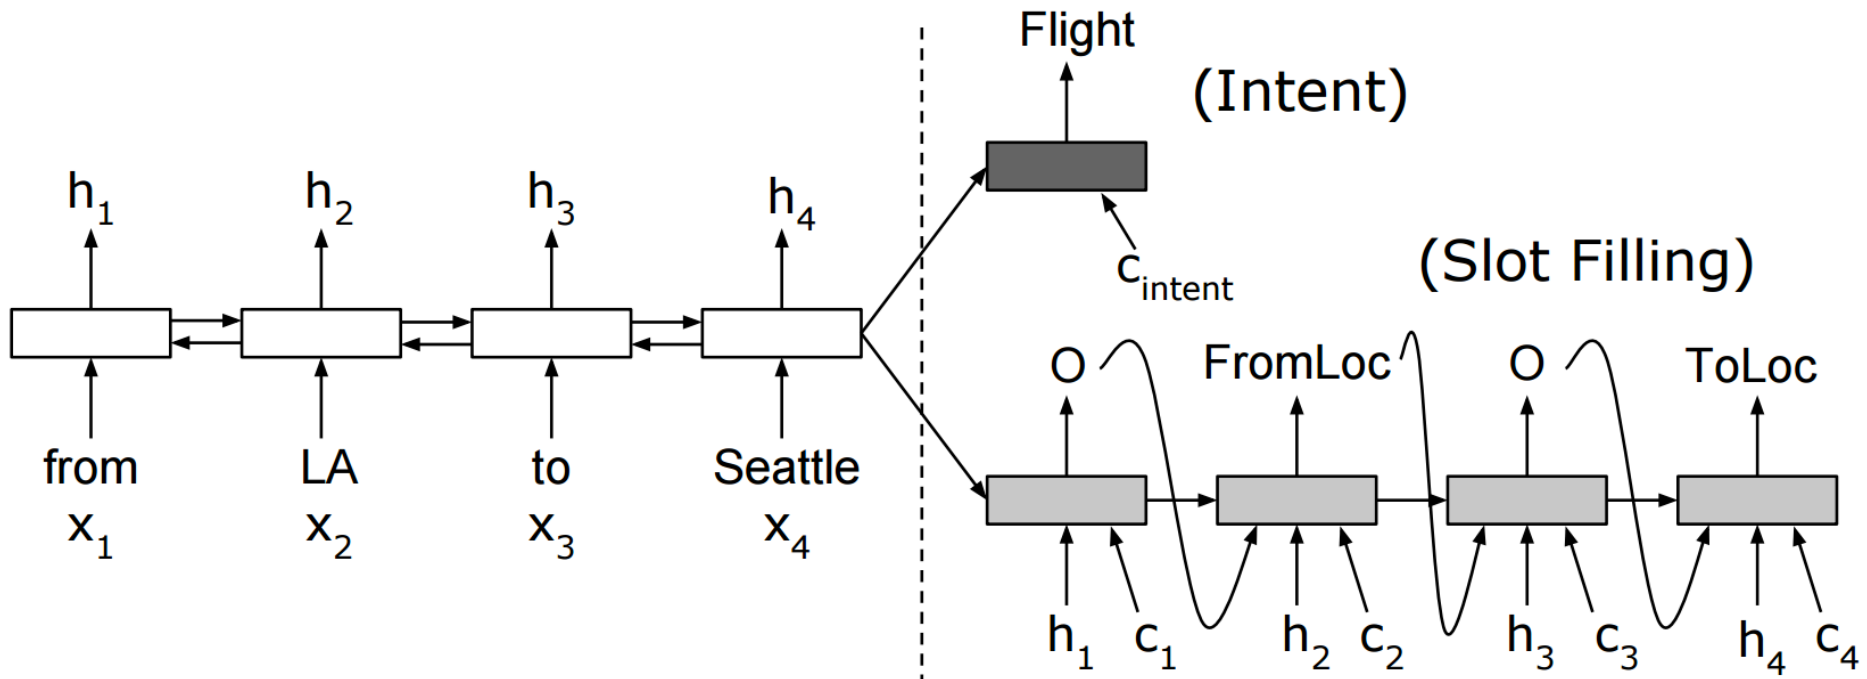 Flight
(Intent)
h1 h2 h3 h4
cintent
(Slot Filling)
O FromLoc O ToLoc
from LA to Seattle
x1 x2 x3 x4
h1 c1 h2 c2 h3 c3 h4 c4